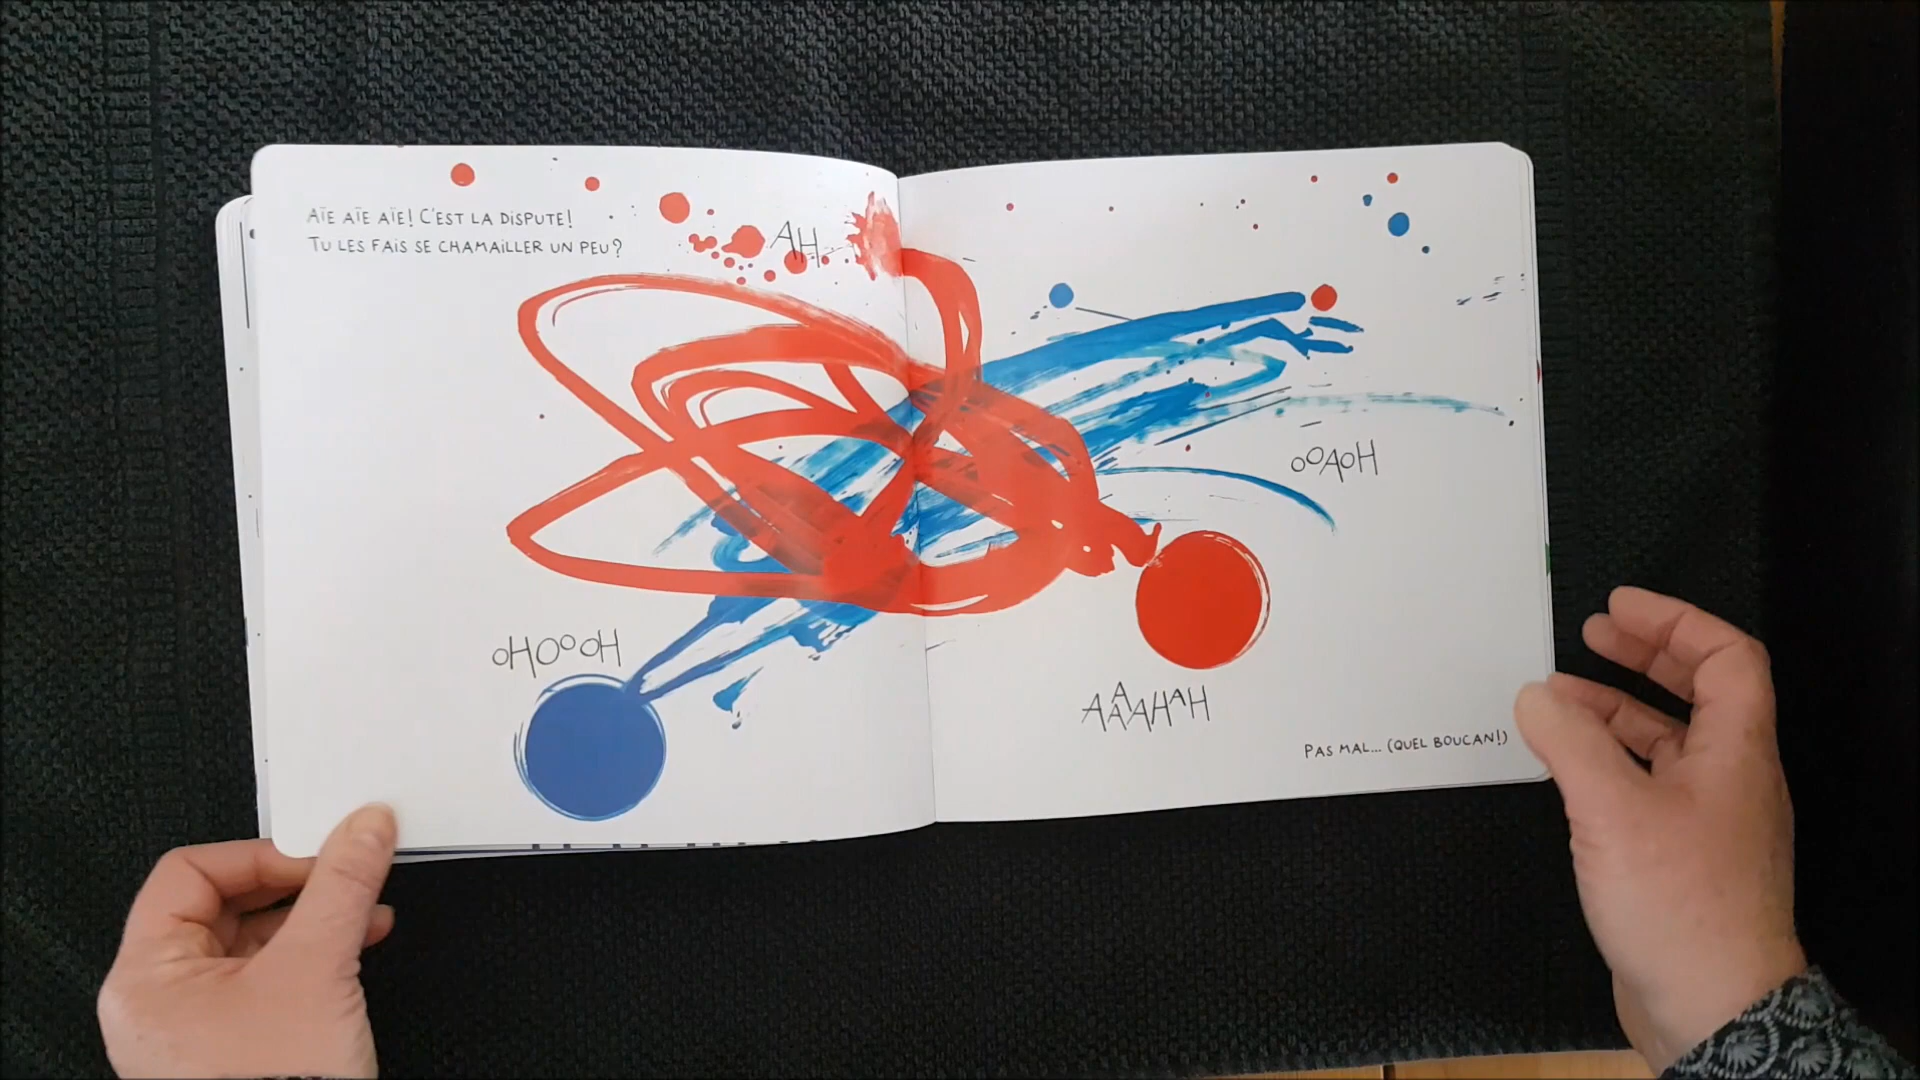 AÏE AÏE AÏE! C'EST LA DISPUTE!
TU LES FAIS SE CHAMAILLER UN PEU?
AH
oHOooH
ooAoH
AAAAHAH
PAS MAL... (QUEL BOUCAN!)